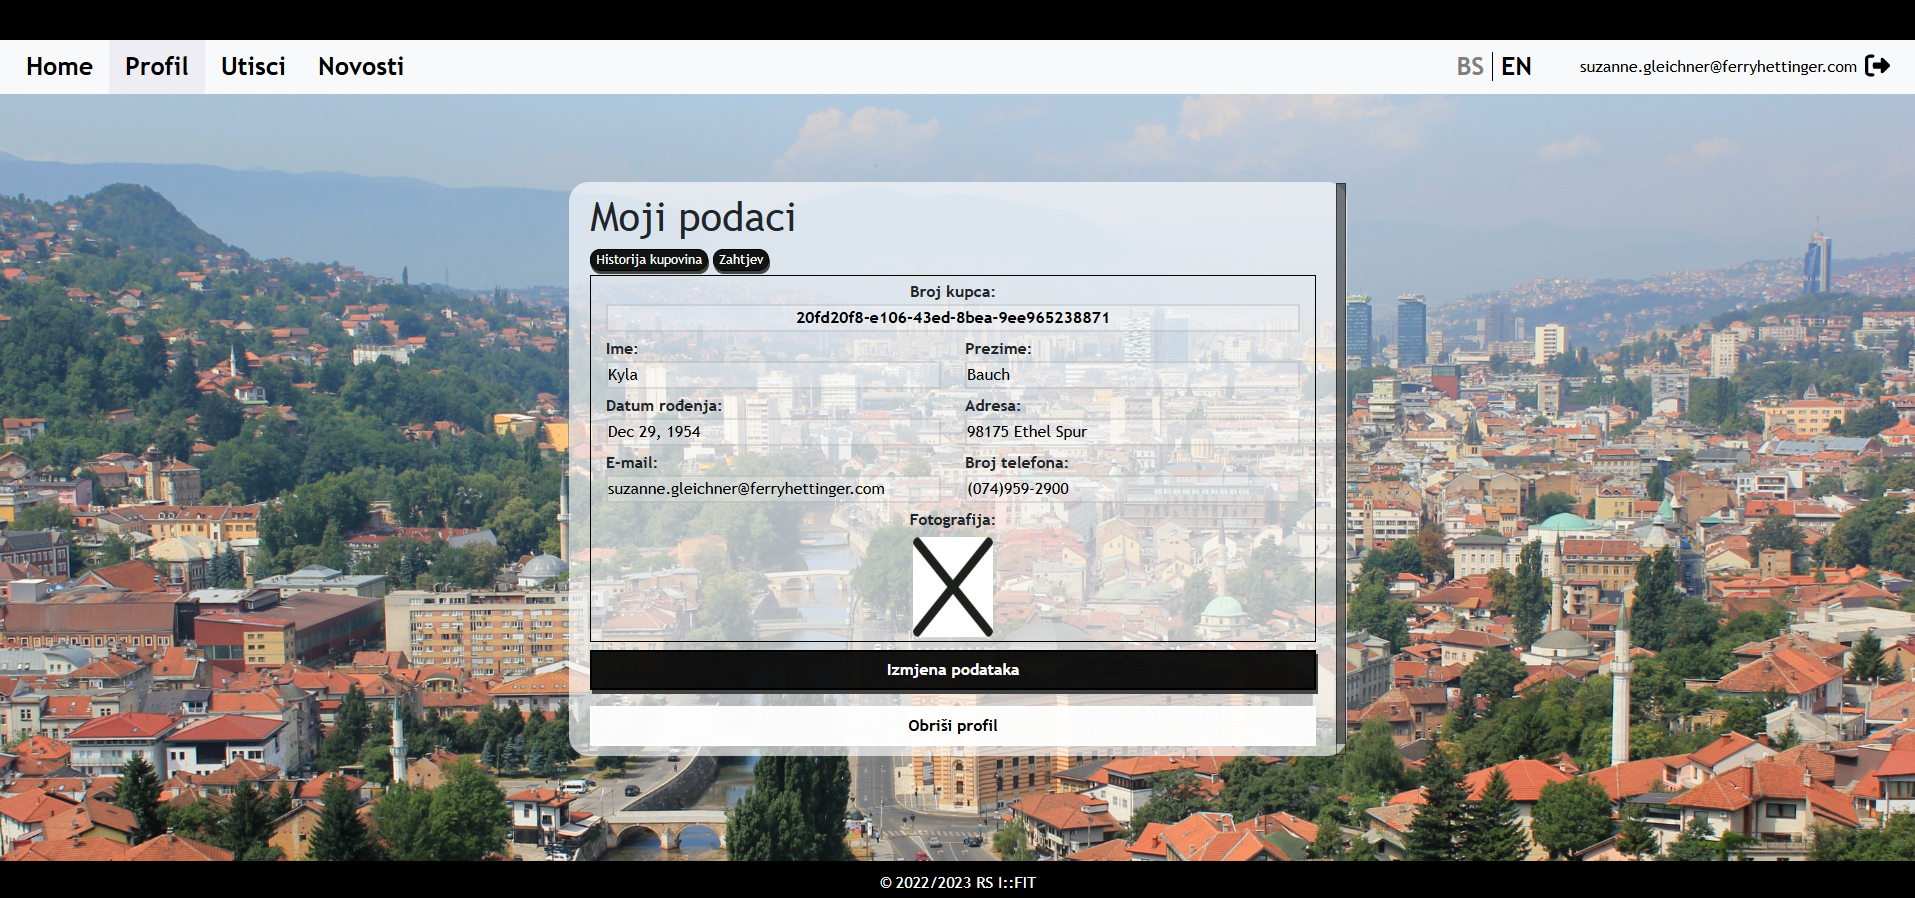 Home Profil Utisci Novosti BS EN suzanne.gleichner@ferryhettinger.com
Moji podaci
Historija kupovina Zahtjev
Broj kupca:
20fd20f8-e106-43ed-8bea-9ee965238871
Ime: Prezime:
Kyla Bauch
Datum rođenja: Adresa:
Dec 29, 1954 98175 Ethel Spur
E-mail: Broj telefona:
suzanne.gleichner@ferryhettinger.com (074)959-2900
Fotografija:
Izmjena podataka
Obriši profil
© 2022/2023 RS I::FIT